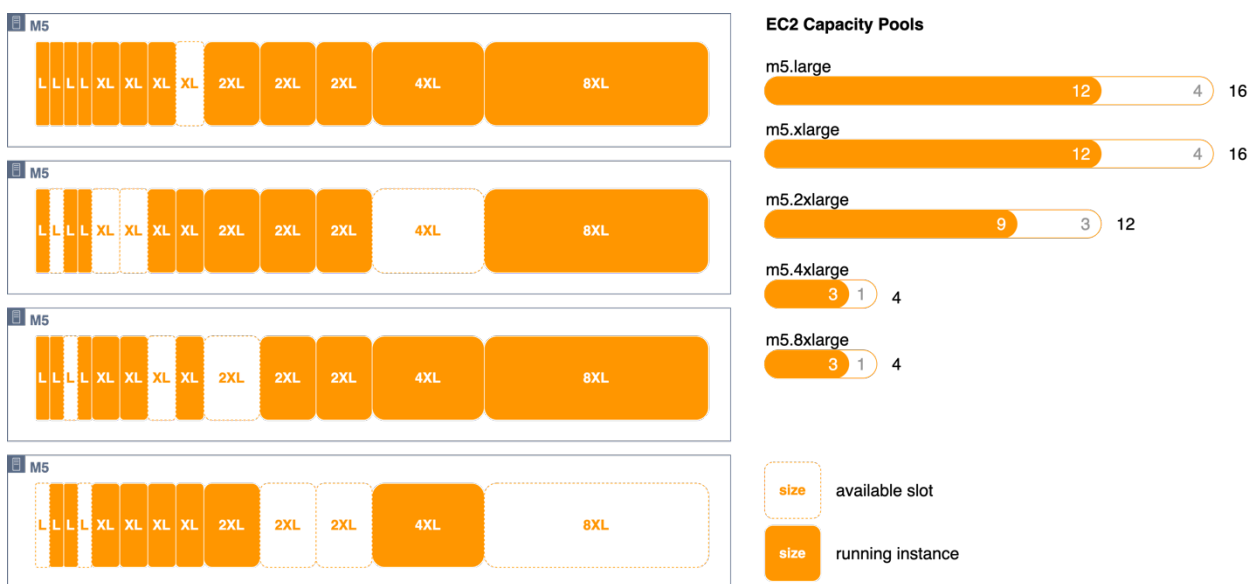 M5
L L L L XL XL XL XL 2XL 2XL 2XL 4XL 8XL
M5
L L L L XL XL XL XL 2XL 2XL 2XL 4XL 8XL
M5
L L L L XL XL XL XL 2XL 2XL 2XL 4XL 8XL
M5
L L L L XL XL XL XL 2XL 2XL 2XL 4XL 8XL
EC2 Capacity Pools
m5.large
12 4 16
m5.xlarge
12 4 16
m5.2xlarge
9 3 12
m5.4xlarge
3 1 4
m5.8xlarge
3 1 4
size available slot
size running instance